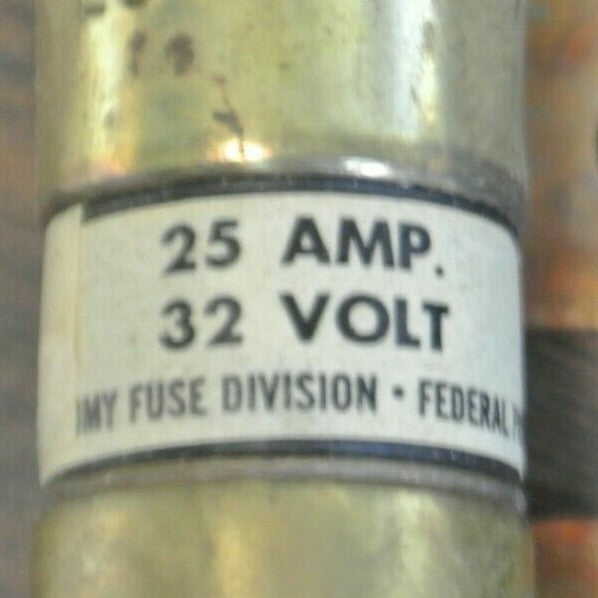 25 AMP.
32 VOLT
FUSE DIVISION • FEDERAL